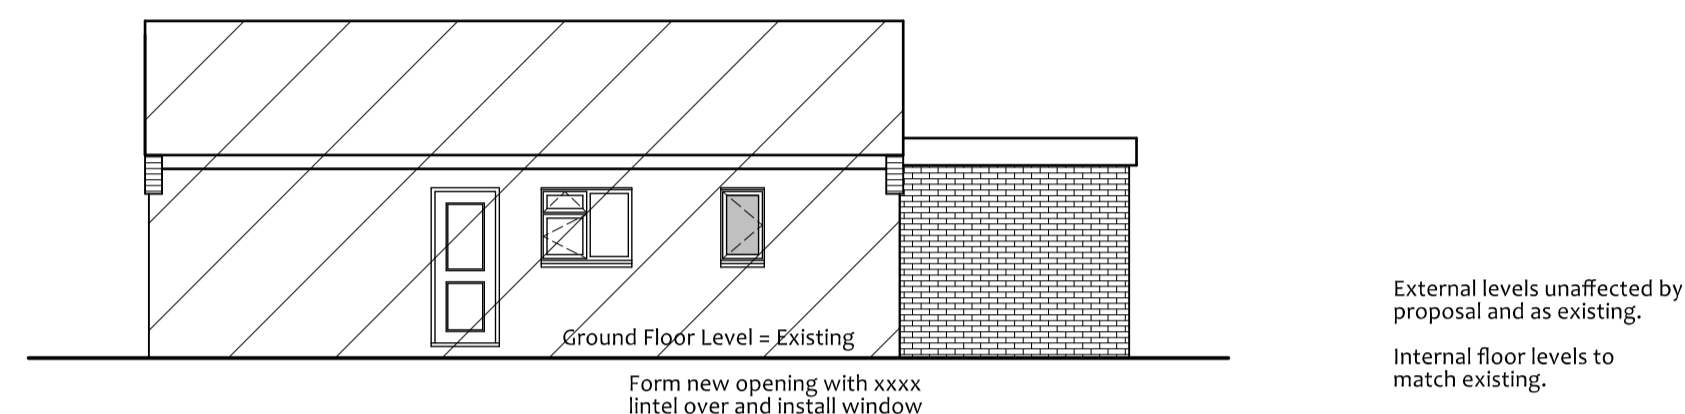 Ground Floor Level = Existing
Form new opening with xxxx
lintel over and install window
External levels unaffected by
proposal and as existing.
Internal floor levels to
match existing.